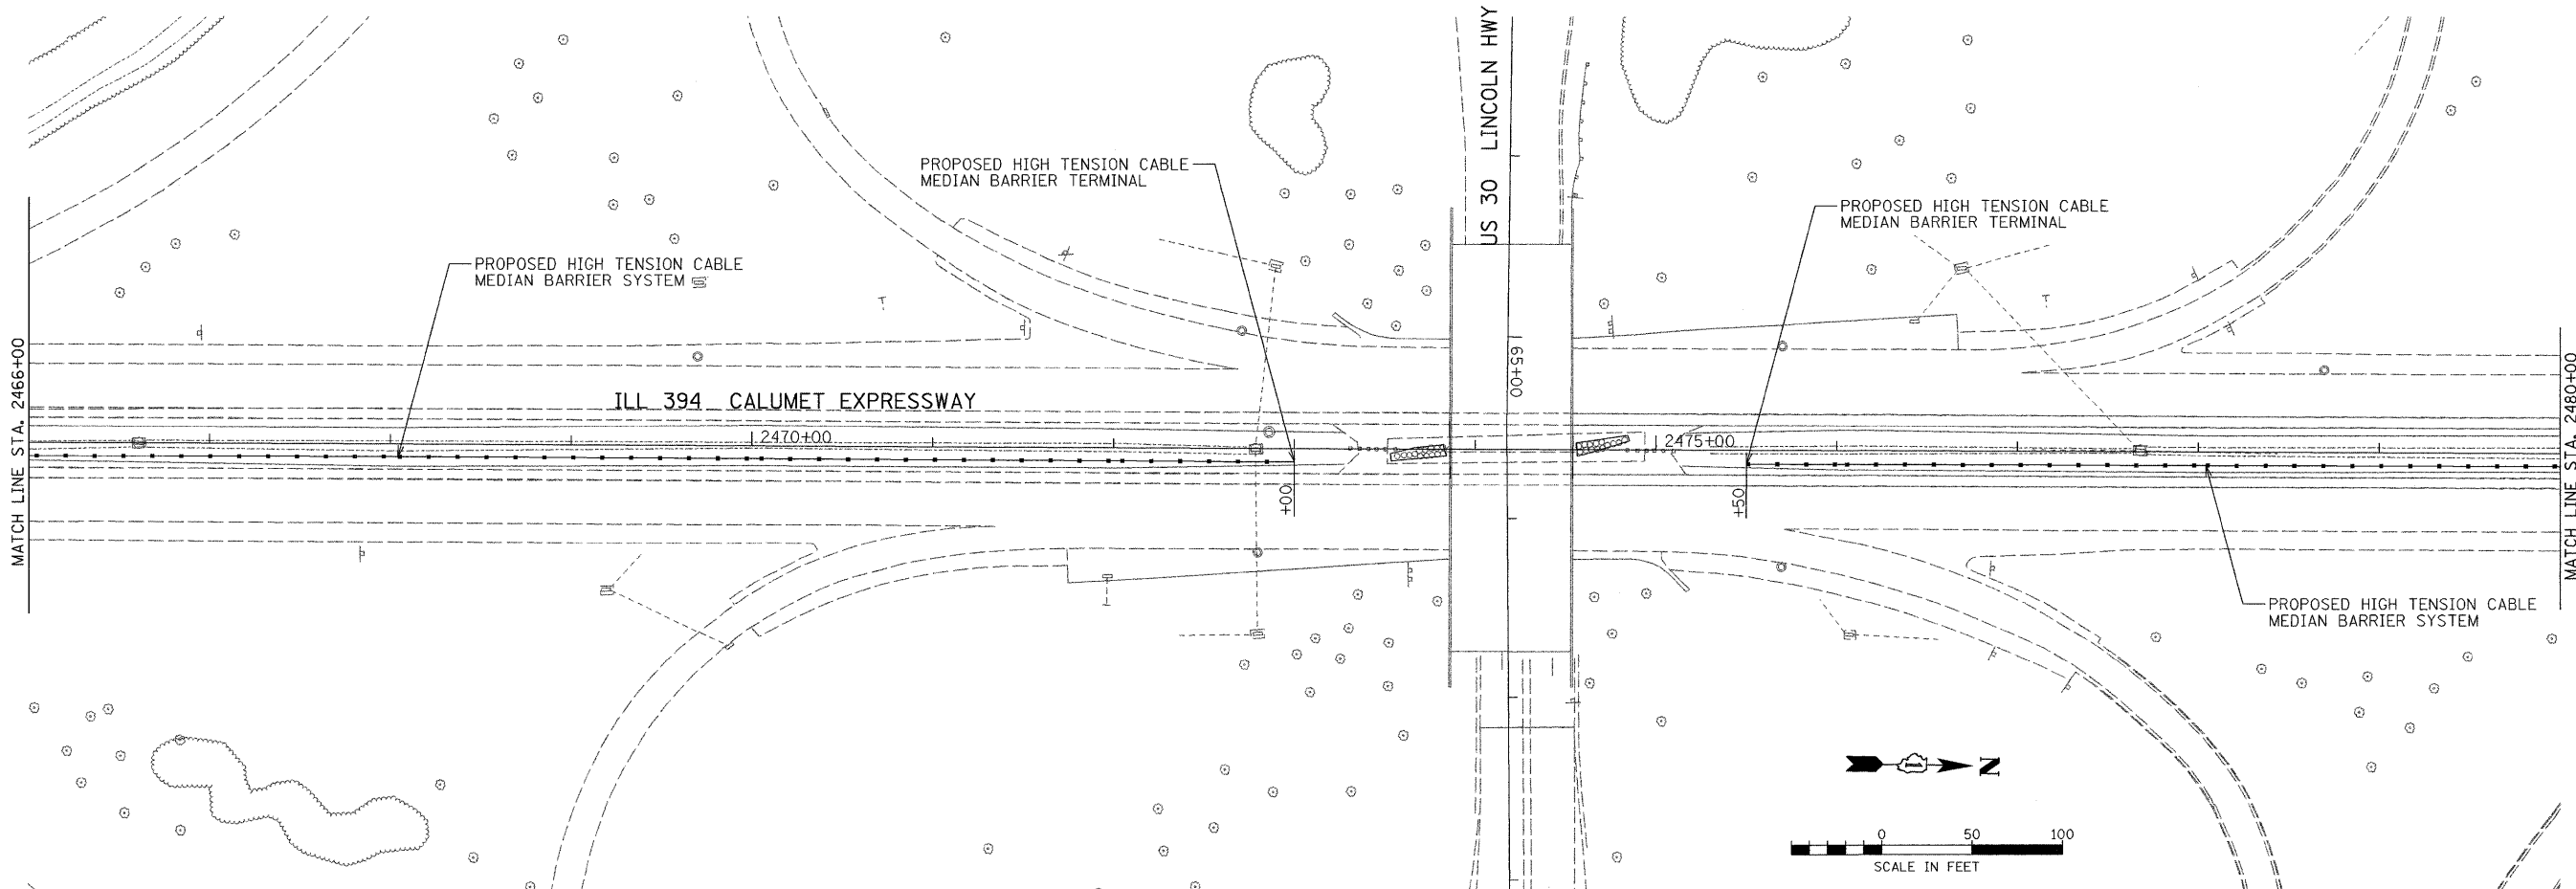 US 30 LINCOLN HWY
PROPOSED HIGH TENSION CABLE
MEDIAN BARRIER TERMINAL
PROPOSED HIGH TENSION CABLE
MEDIAN BARRIER TERMINAL
PROPOSED HIGH TENSION CABLE
MEDIAN BARRIER SYSTEM
MATCH LINE STA. 2466+00
ILL 394 CALUMET EXPRESSWAY
65+00
2470+00
2475+00
MATCH LINE STA. 2480+00
+00
+50
PROPOSED HIGH TENSION CABLE
MEDIAN BARRIER SYSTEM
N
0 50 100
SCALE IN FEET